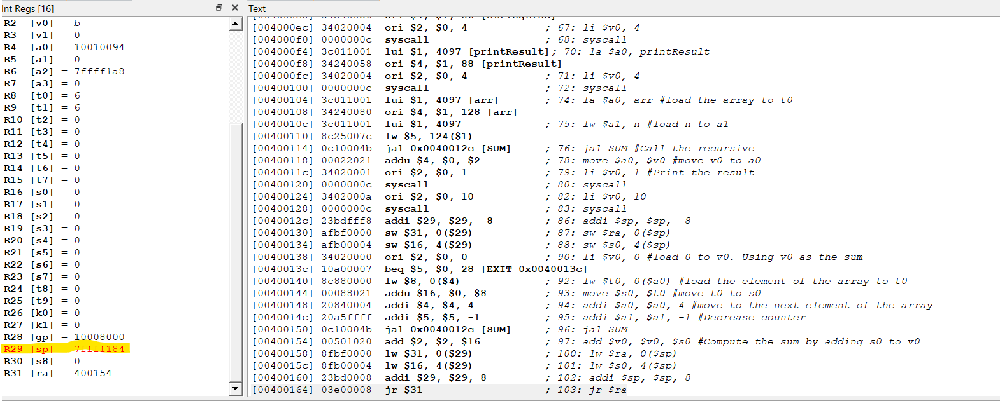 Int Regs [16]
R2 [v0] = b
R3 [v1] = 0
R4 [a0] = 10010094
R5 [a1] = 0
R6 [a2] = 7ffff1a8
R7 [a3] = 0
R8 [t0] = 6
R9 [t1] = 6
R10 [t2] = 0
R11 [t3] = 0
R12 [t4] = 0
R13 [t5] = 0
R14 [t6] = 0
R15 [t7] = 0
R16 [s0] = 0
R17 [s1] = 0
R18 [s2] = 0
R19 [s3] = 0
R20 [s4] = 0
R21 [s5] = 0
R22 [s6] = 0
R23 [s7] = 0
R24 [t8] = 0
R25 [t9] = 0
R26 [k0] = 0
R27 [k1] = 0
R28 [gp] = 10008000
R29 [sp] = 7ffff184
R30 [s8] = 0
R31 [ra] = 400154
Text
[004000ec] 34020004 ori $2, $0, 4 ; 67: li $v0, 4
[004000f0] 0000000c syscall ; 68: syscall
[004000f4] 3c011001 lui $1, 4097 [printResult]; 70: la $a0, printResult
[004000f8] 34240058 ori $4, $1, 88 [printResult]
[004000fc] 34020004 ori $2, $0, 4 ; 71: li $v0, 4
[00400100] 0000000c syscall ; 72: syscall
[00400104] 3c011001 lui $1, 4097 [arr] ; 74: la $a0, arr #load the array to t0
[00400108] 34240080 ori $4, $1, 128 [arr]
[0040010c] 3c011001 lui $1, 4097 ; 75: lw $a1, n #load n to a1
[00400110] 8c25007c lw $5, 124($1)
[00400114] 0c10004b jal 0x0040012c [SUM] ; 76: jal SUM #Call the recursive
[00400118] 00022021 addu $4, $0, $2 ; 78: move $a0, $v0 #move v0 to a0
[0040011c] 34020001 ori $2, $0, 1 ; 79: li $v0, 1 #Print the result
[00400120] 0000000c syscall ; 80: syscall
[00400124] 3402000a ori $2, $0, 10 ; 82: li $v0, 10
[00400128] 0000000c syscall ; 83: syscall
[0040012c] 23bdfff8 addi $29, $29, -8 ; 86: addi $sp, $sp, -8
[00400130] afbf0000 sw $31, 0($29) ; 87: sw $ra, 0($sp)
[00400134] afb00004 sw $16, 4($29) ; 88: sw $s0, 4($sp)
[00400138] 34020000 ori $2, $0, 0 ; 90: li $v0, 0 #load 0 to v0. Using v0 as the sum
[0040013c] 10a00007 beq $5, $0, 28 [EXIT-0x0040013c]
[00400140] 8c880000 lw $8, 0($4) ; 92: lw $t0, 0($a0) #load the element of the array to t0
[00400144] 00088021 addu $16, $0, $8 ; 93: move $s0, $t0 #move t0 to s0
[00400148] 20840004 addi $4, $4, 4 ; 94: addi $a0, $a0, 4 #move to the next element of the array
[0040014c] 20a5ffff addi $5, $5, -1 ; 95: addi $a1, $a1, -1 #Decrease counter
[00400150] 0c10004b jal 0x0040012c [SUM] ; 96: jal SUM
[00400154] 00501020 add $2, $2, $16 ; 97: add $v0, $v0, $s0 #Compute the sum by adding s0 to v0
[00400158] 8fbf0000 lw $31, 0($29) ; 100: lw $ra, 0($sp)
[0040015c] 8fb00004 lw $16, 4($29) ; 101: lw $s0, 4($sp)
[00400160] 23bd0008 addi $29, $29, 8 ; 102: addi $sp, $sp, 8
[00400164] 03e00008 jr $31 ; 103: jr $ra